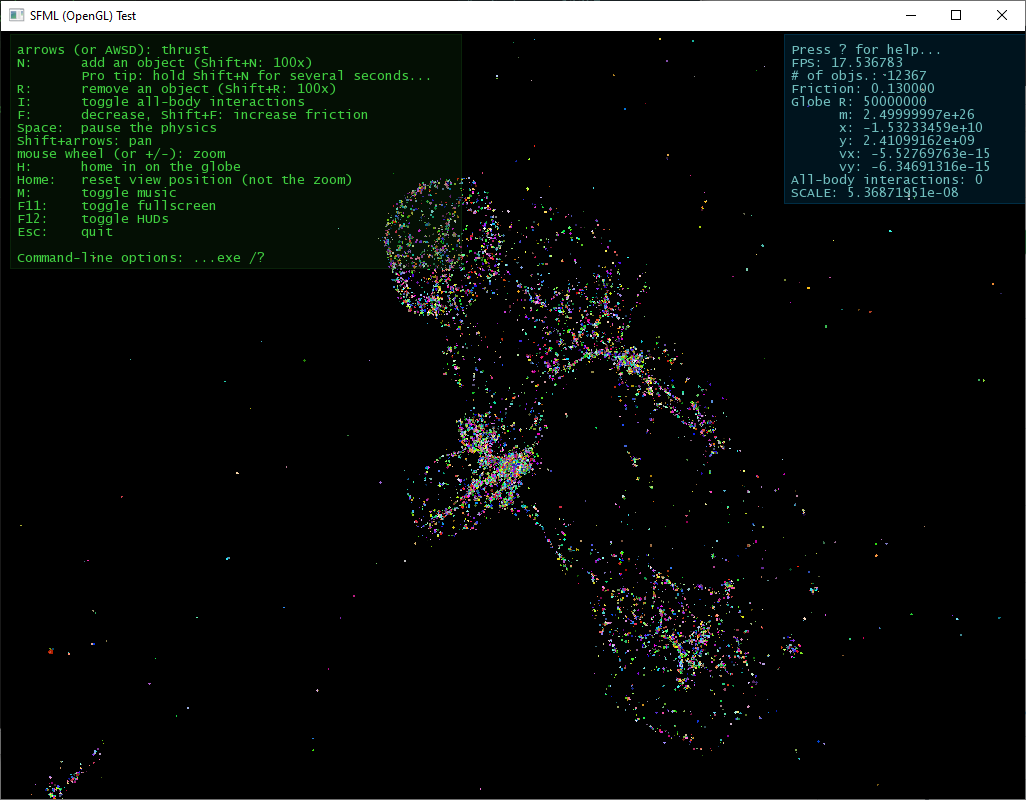 SFML (OpenGL) Test
arrows (or AWSD): thrust
N: add an object (Shift+N: 100x)
Pro tip: hold Shift+N for several seconds...
R: remove an object (Shift+R: 100x)
I: toggle all-body interactions
F: decrease, Shift+F: increase friction
Space: pause the physics
Shift+arrows: pan
mouse wheel (or +/-): zoom
H: home in on the globe
Home: reset view position (not the zoom)
M: toggle music
F11: toggle fullscreen
F12: toggle HUDs
Esc: quit
Command-line options: ...exe /?
Press ? for help...
FPS: 17.536783
# of objs.: 12367
Friction: 0.130000
Globe R: 50000000
m: 2.49999997e+26
x: -1.53233459e+10
y: 2.41099162e+09
vx: -5.52769763e-15
vy: -6.34691316e-15
All-body interactions: 0
SCALE: 5.36871951e-08